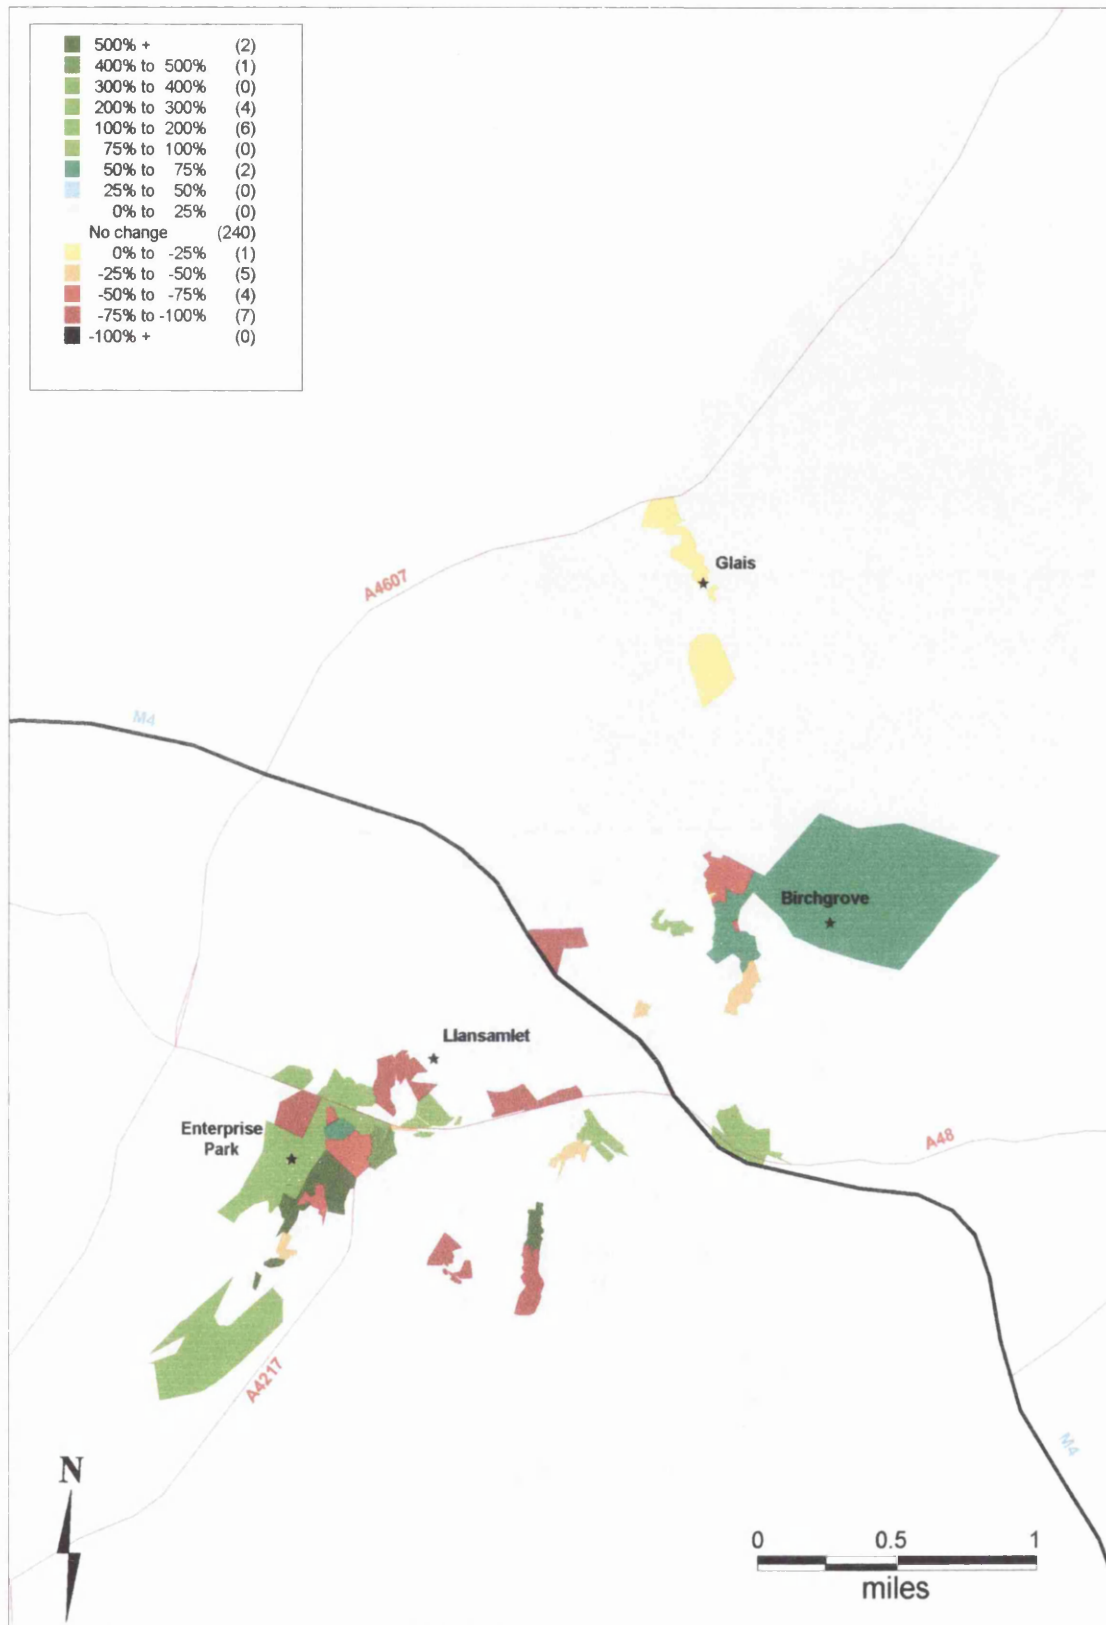 500% + (2)
400% to 500% (1)
300% to 400% (0)
200% to 300% (4)
100% to 200% (6)
75% to 100% (0)
50% to 75% (2)
25% to 50% (0)
0% to 25% (0)
No change (240)
0% to -25% (1)
-25% to -50% (5)
-50% to -75% (4)
-75% to -100% (7)
-100% + (0)
Glais
A4607
M4
Birchgrove
Llansamlet
Enterprise
Park
A48
A4217
M4
N
0 0.5 1
miles